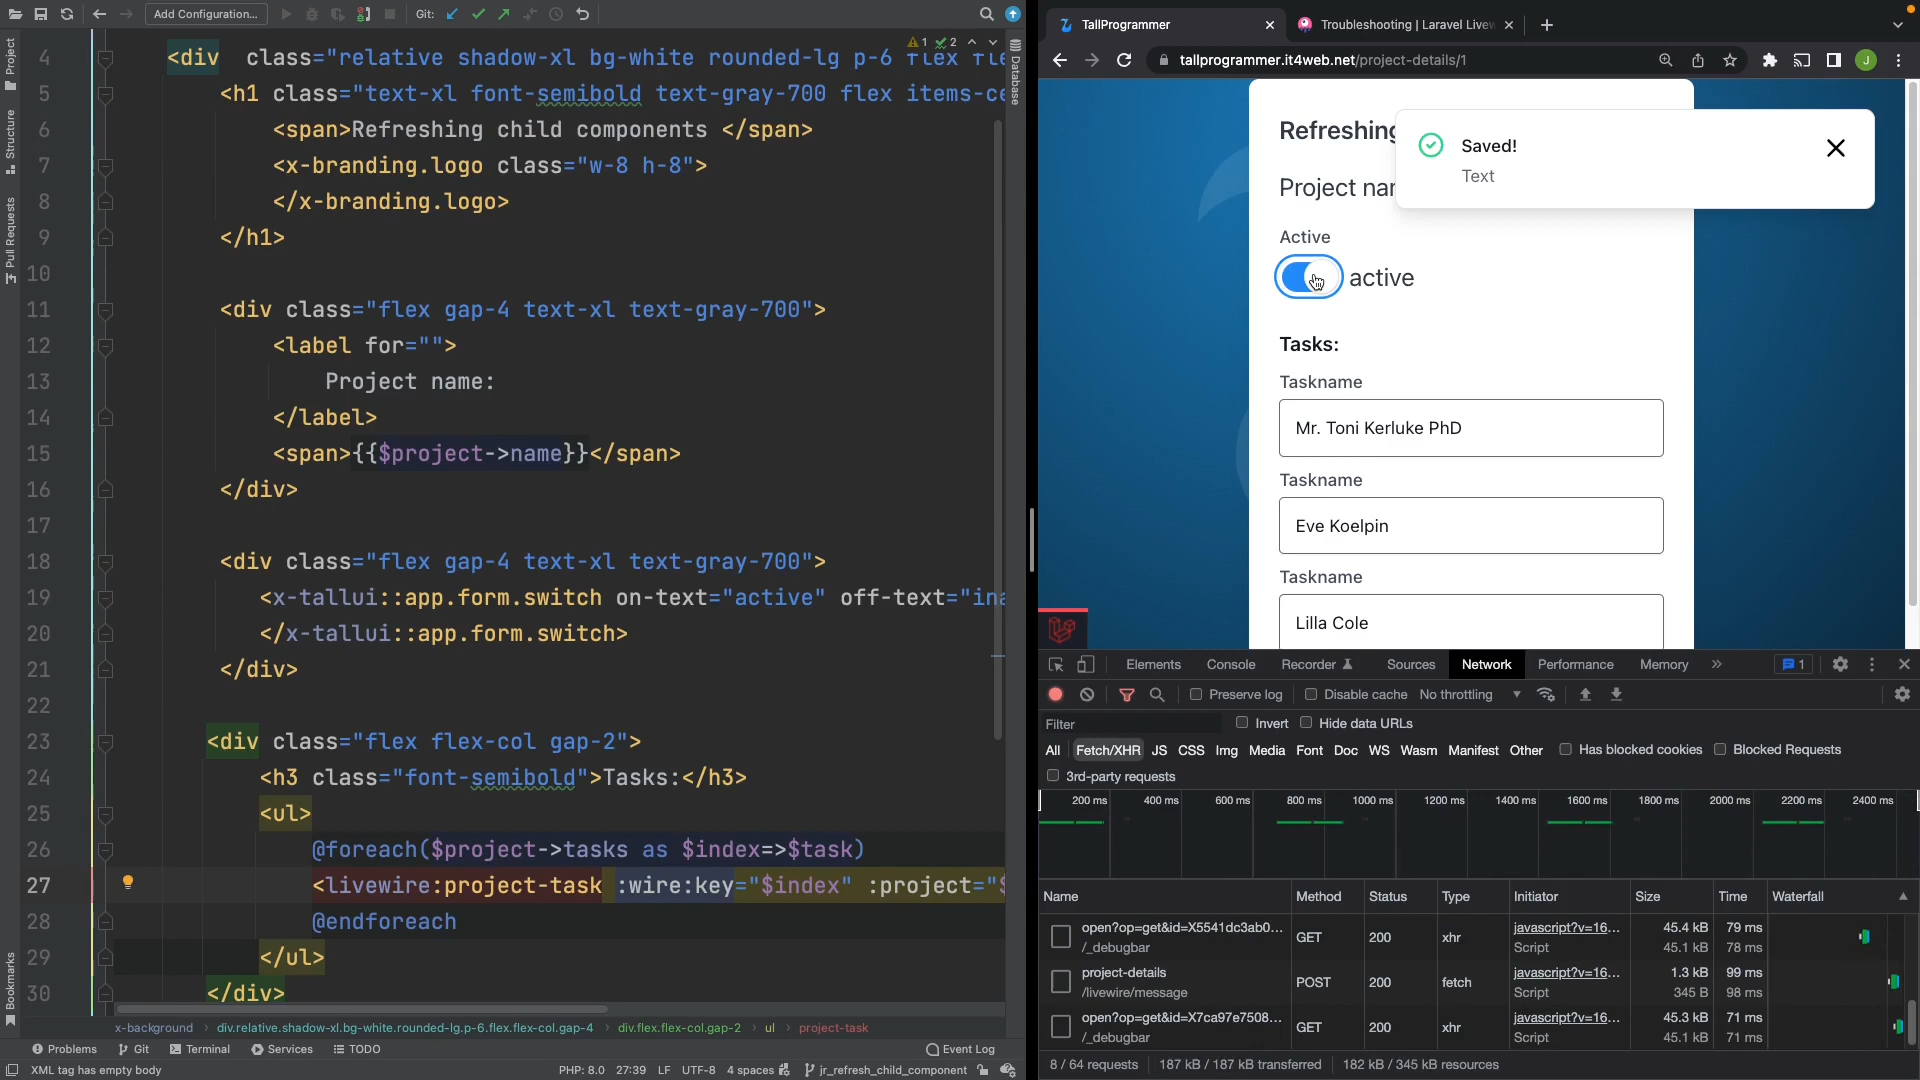 Add Configuration...
Git:
Project
Structure
Pull Requests
Bookmarks
Database
1 2
4 <div class="relative shadow-xl bg-white rounded-lg p-6 flex fle
5 <h1 class="text-xl font-semibold text-gray-700 flex items-ce
6 <span>Refreshing child components </span>
7 <x-branding.logo class="w-8 h-8">
8 </x-branding.logo>
9 </h1>
10
11 <div class="flex gap-4 text-xl text-gray-700">
12 <label for="">
13 Project name:
14 </label>
15 <span>{{$project->name}}</span>
16 </div>
17
18 <div class="flex gap-4 text-xl text-gray-700">
19 <x-tallui::app.form.switch on-text="active" off-text="ina
20 </x-tallui::app.form.switch>
21 </div>
22
23 <div class="flex flex-col gap-2">
24 <h3 class="font-semibold">Tasks:</h3>
25 <ul>
26 @foreach($project->tasks as $index=>$task)
27 <livewire:project-task :wire:key="$index" :project="$
28 @endforeach
29 </ul>
30 </div>
x-background › div.relative.shadow-xl.bg-white.rounded-lg.p-6.flex.flex-col.gap-4 › div.flex.flex-col.gap-2 › ul › project-task
Problems Git Terminal Services TODO Event Log
XML tag has empty body PHP: 8.0 27:39 LF UTF-8 4 spaces jr_refresh_child_component
TallProgrammer
Troubleshooting | Laravel Livew
tallprogrammer.it4web.net/project-details/1
J
Refreshing
Saved!
Text
Project nar
Active
active
Tasks:
Taskname
Mr. Toni Kerluke PhD
Taskname
Eve Koelpin
Taskname
Lilla Cole
Elements Console Recorder Sources Network Performance Memory » 1
Preserve log Disable cache No throttling
Filter Invert Hide data URLs
All Fetch/XHR JS CSS Img Media Font Doc WS Wasm Manifest Other Has blocked cookies Blocked Requests
3rd-party requests
200 ms 400 ms 600 ms 800 ms 1000 ms 1200 ms 1400 ms 1600 ms 1800 ms 2000 ms 2200 ms 2400 ms
Name Method Status Type Initiator Size Time Waterfall
open?op=get&id=X5541dc3ab0... GET 200 xhr javascript?v=16... 45.4 kB 79 ms
/_debugbar Script 45.1 kB 78 ms
project-details POST 200 fetch javascript?v=16... 1.3 kB 99 ms
/livewire/message Script 345 B 98 ms
open?op=get&id=X7ca97e7508... GET 200 xhr javascript?v=16... 45.3 kB 71 ms
/_debugbar Script 45.1 kB 71 ms
8 / 64 requests 187 kB / 187 kB transferred 182 kB / 345 kB resources